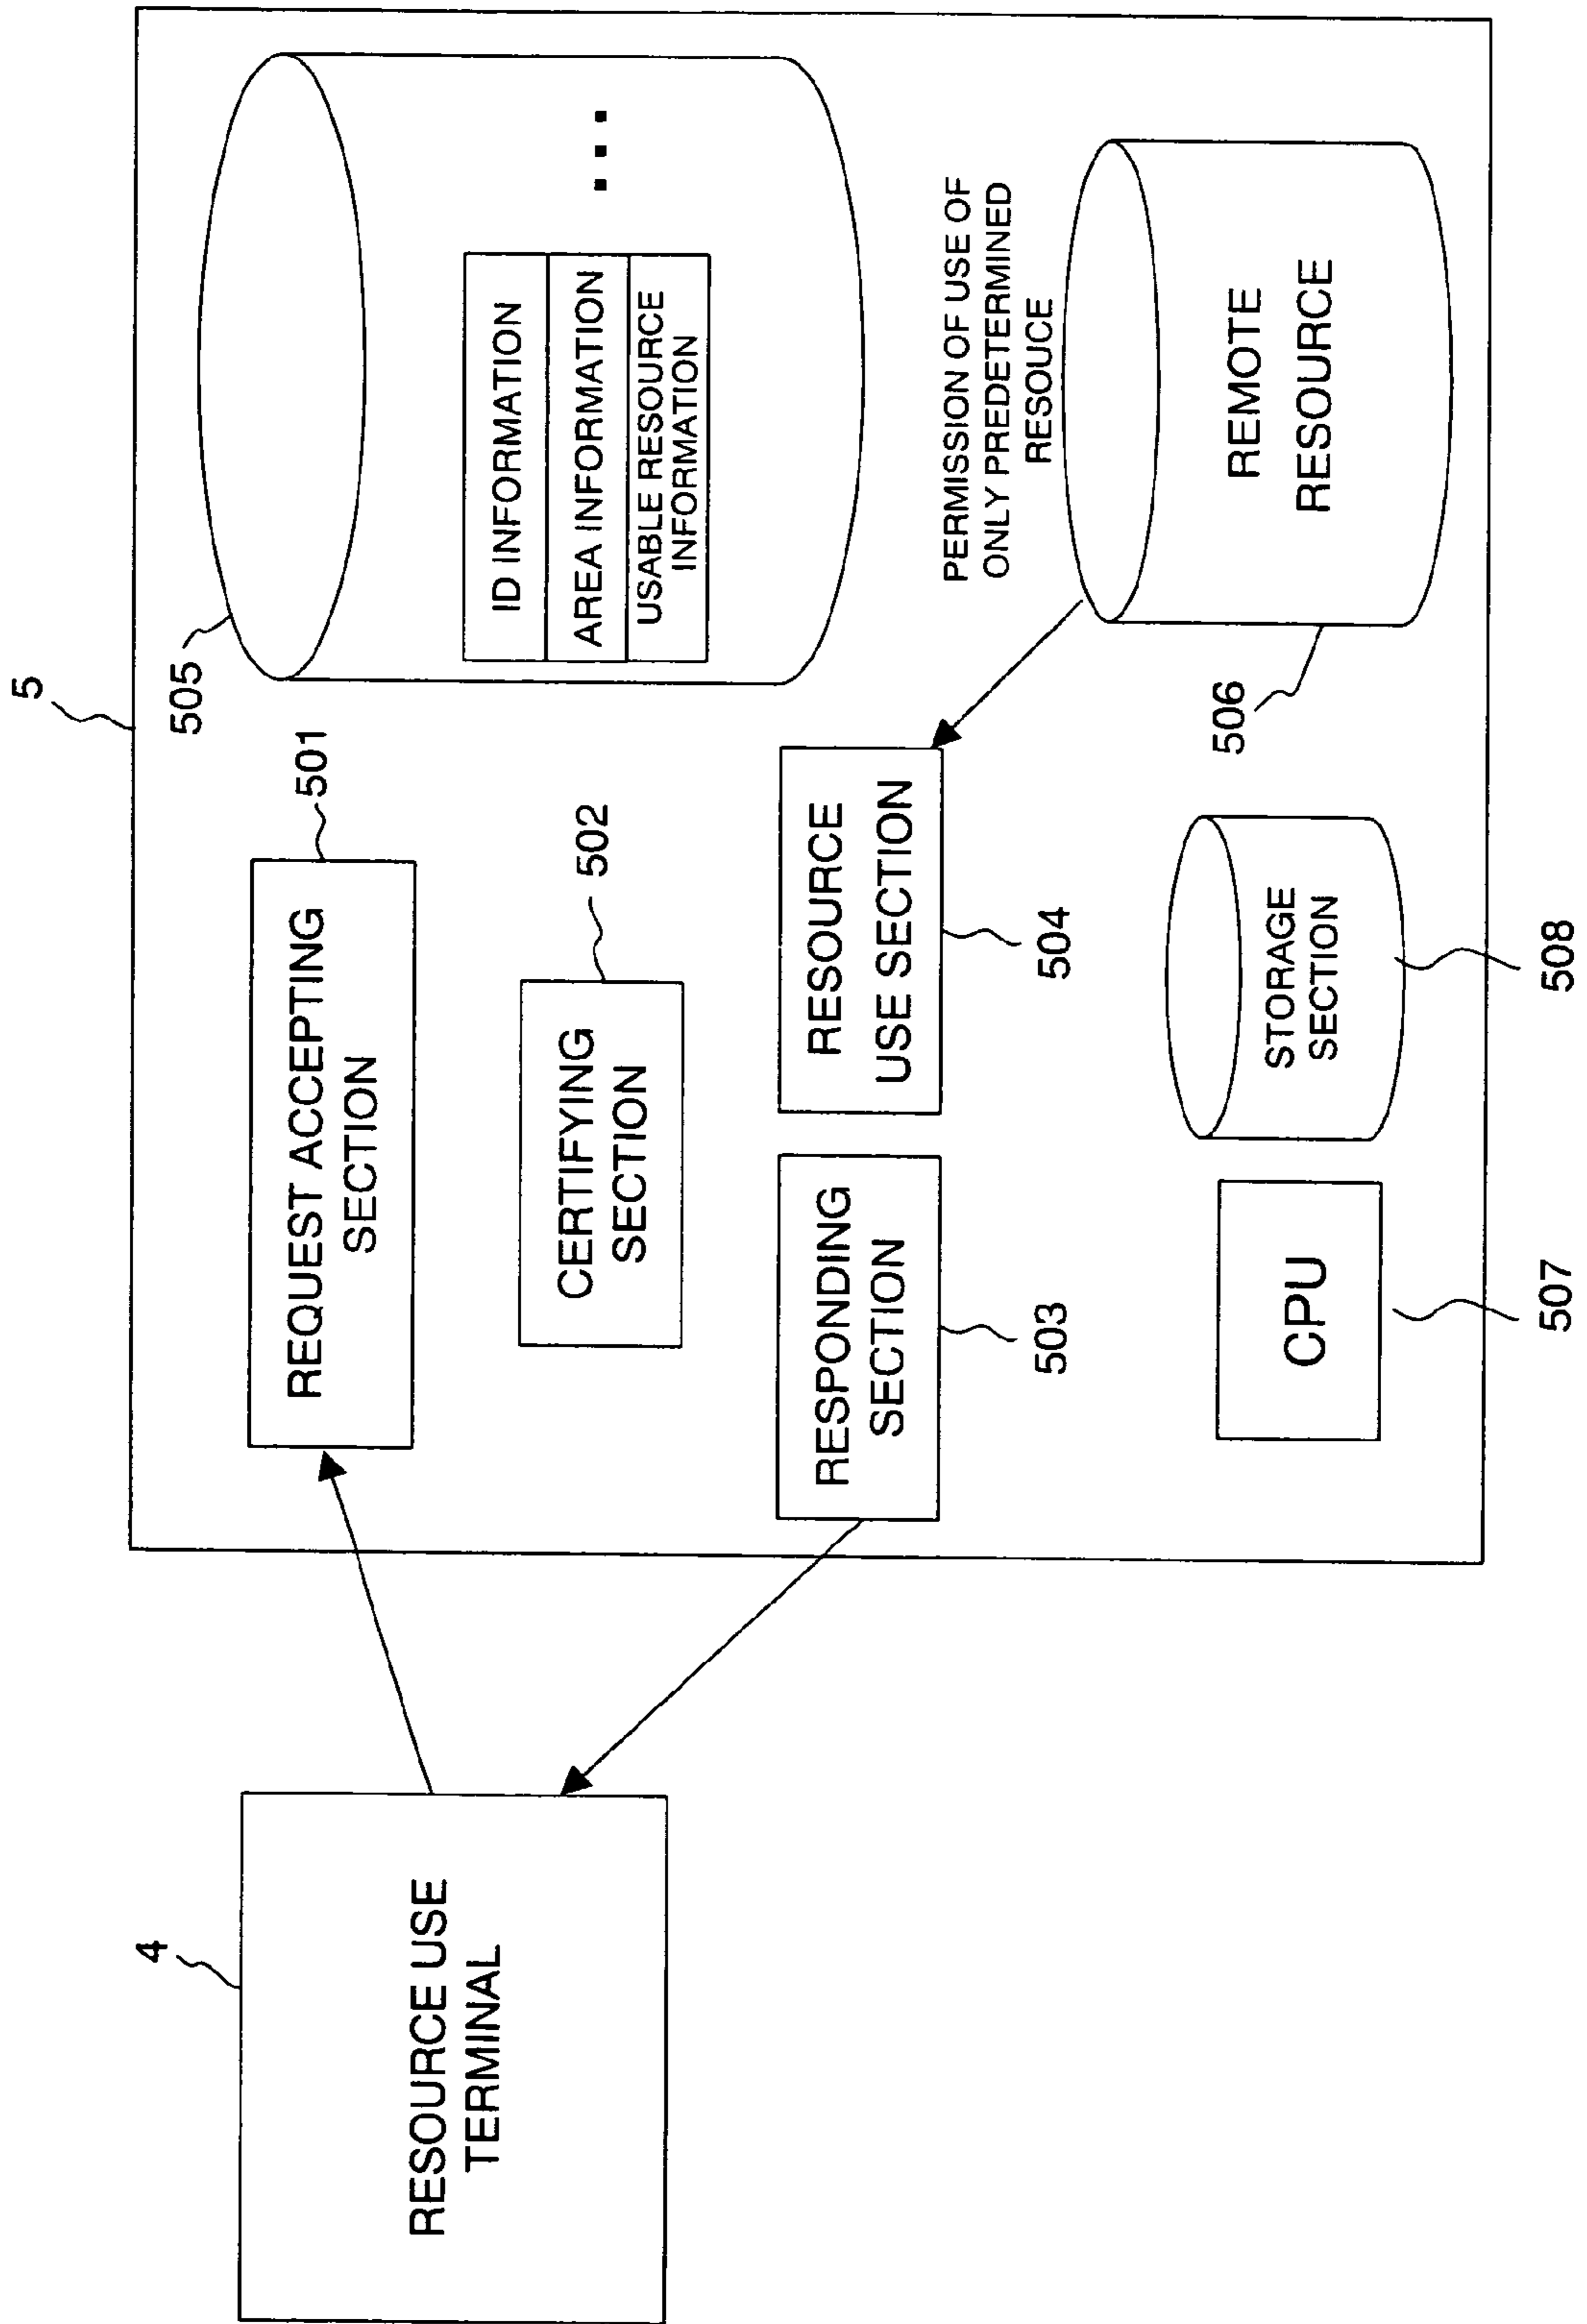 5
505
ID INFORMATION
AREA INFORMATION
USABLE RESOURCE
INFORMATION
...
501
REQUEST ACCEPTING
SECTION
502
CERTIFYING
SECTION
4
RESOURCE USE
TERMINAL
RESPONDING
SECTION
503
RESOURCE
USE SECTION
504
PERMISSION OF USE OF
ONLY PREDETERMINED
RESOUCE
REMOTE
RESOURCE
506
CPU
507
STORAGE
SECTION
508